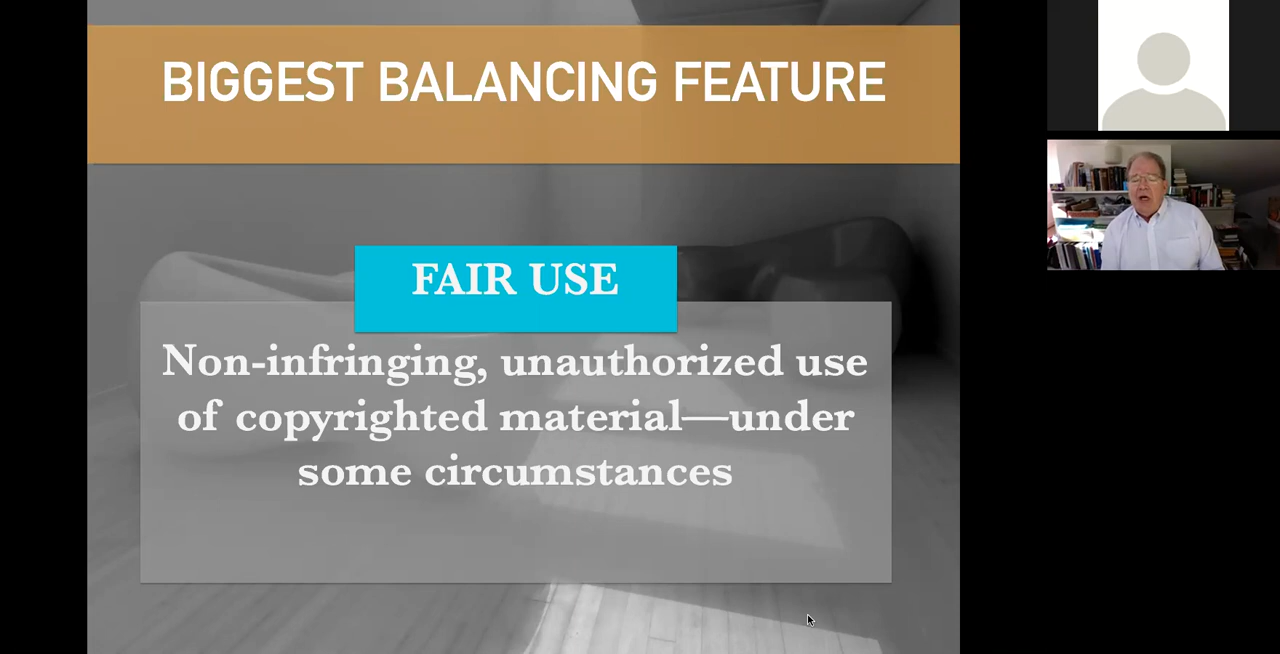 BIGGEST BALANCING FEATURE
FAIR USE
Non-infringing, unauthorized use
of copyrighted material—under
some circumstances